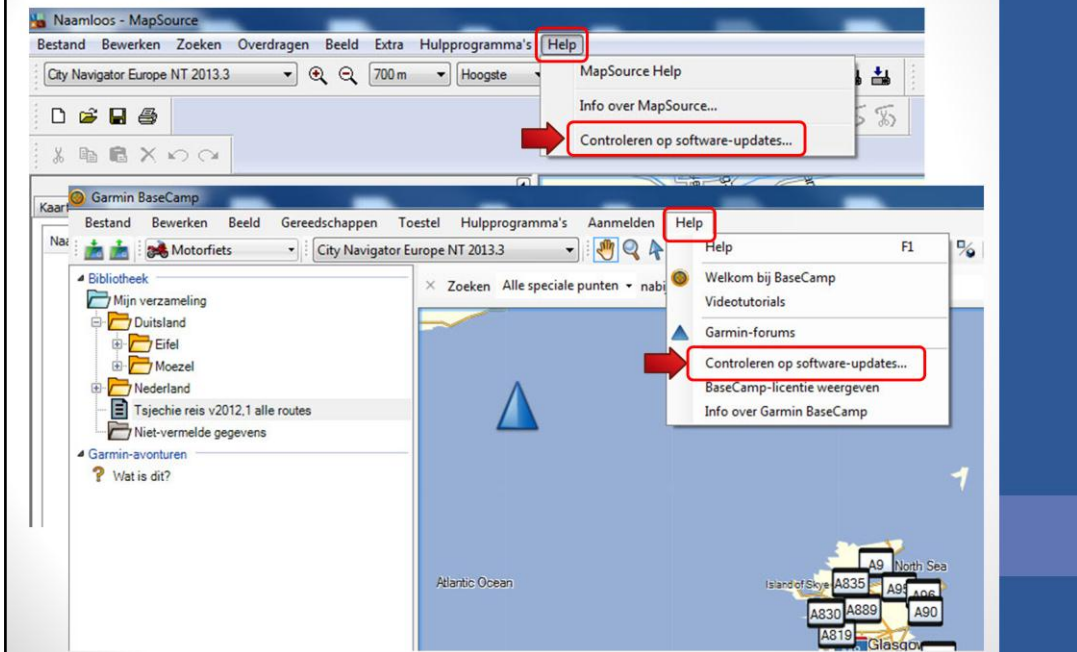 Naamloos - MapSource
Bestand Bewerken Zoeken Overdragen Beeld Extra Hulpprogramma's Help
City Navigator Europe NT 2013.3 700 m Hoogste
MapSource Help
Info over MapSource...
Controleren op software-updates...
Garmin BaseCamp
Bestand Bewerken Beeld Gereedschappen Toestel Hulpprogramma's Aanmelden Help
Motorfiets City Navigator Europe NT 2013.3
Help F1
Welkom bij BaseCamp
Videotutorials
Garmin-forums
Controleren op software-updates...
BaseCamp-licentie weergeven
Info over Garmin BaseCamp
Bibliotheek
Mijn verzameling
Duitsland
Eifel
Moezel
Nederland
Tsjechie reis v2012,1 alle routes
Niet-vermelde gegevens
Garmin-avonturen
Wat is dit?
Zoeken Alle speciale punten
Atlantic Ocean
A9 North Sea
Island of Skye A835
A96
A830 A889 A90
A819
Glasgow